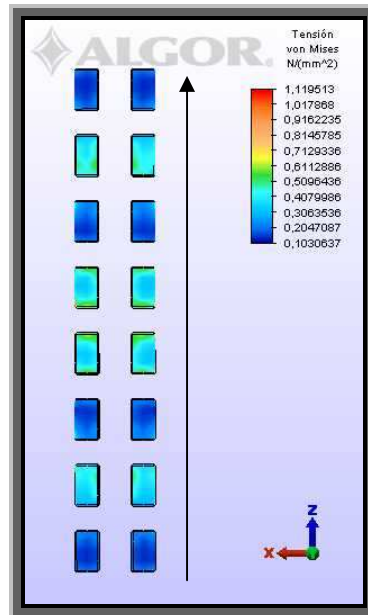 ALGOR.
Tensión
von Mises
N/(mm^2)
1,119513
1,017868
0,9162235
0,8145785
0,7129336
0,6112886
0,5096436
0,4079986
0,3063536
0,2047087
0,1030637
Z
X